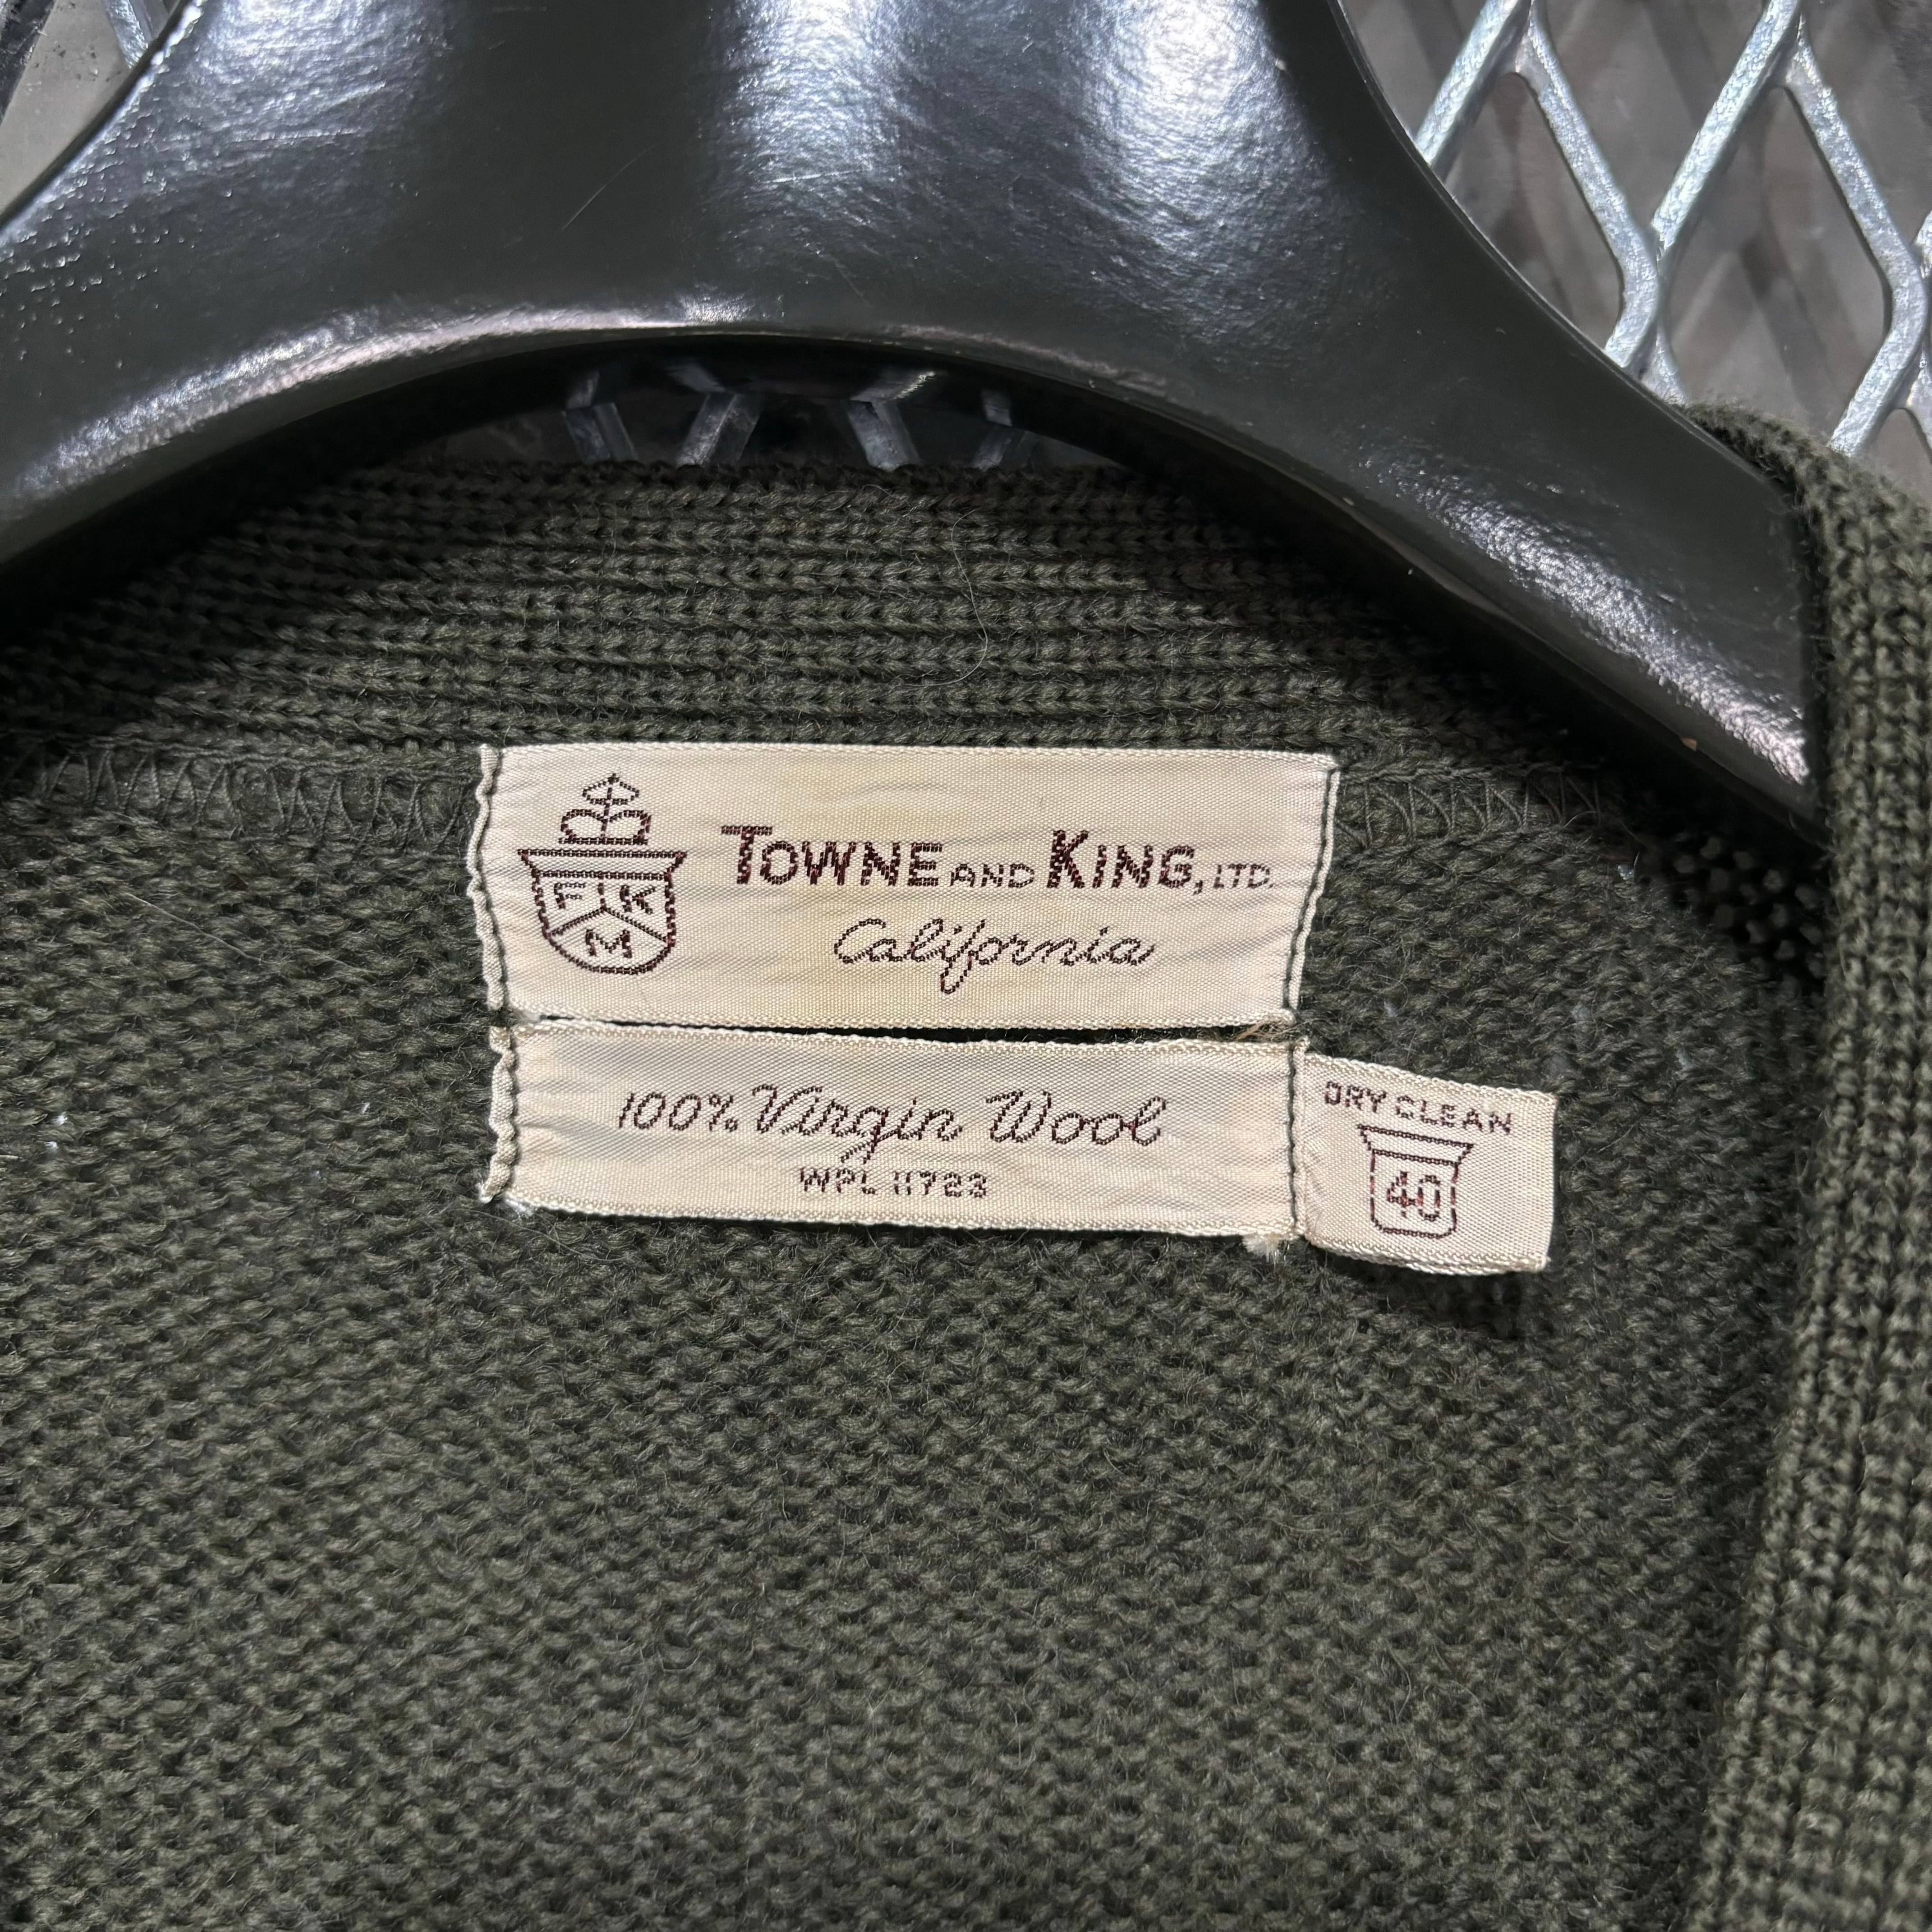 F K
M
TOWNE AND KING, LTD.
California
100% Virgin Wool
WPL 11723
DRY CLEAN
40